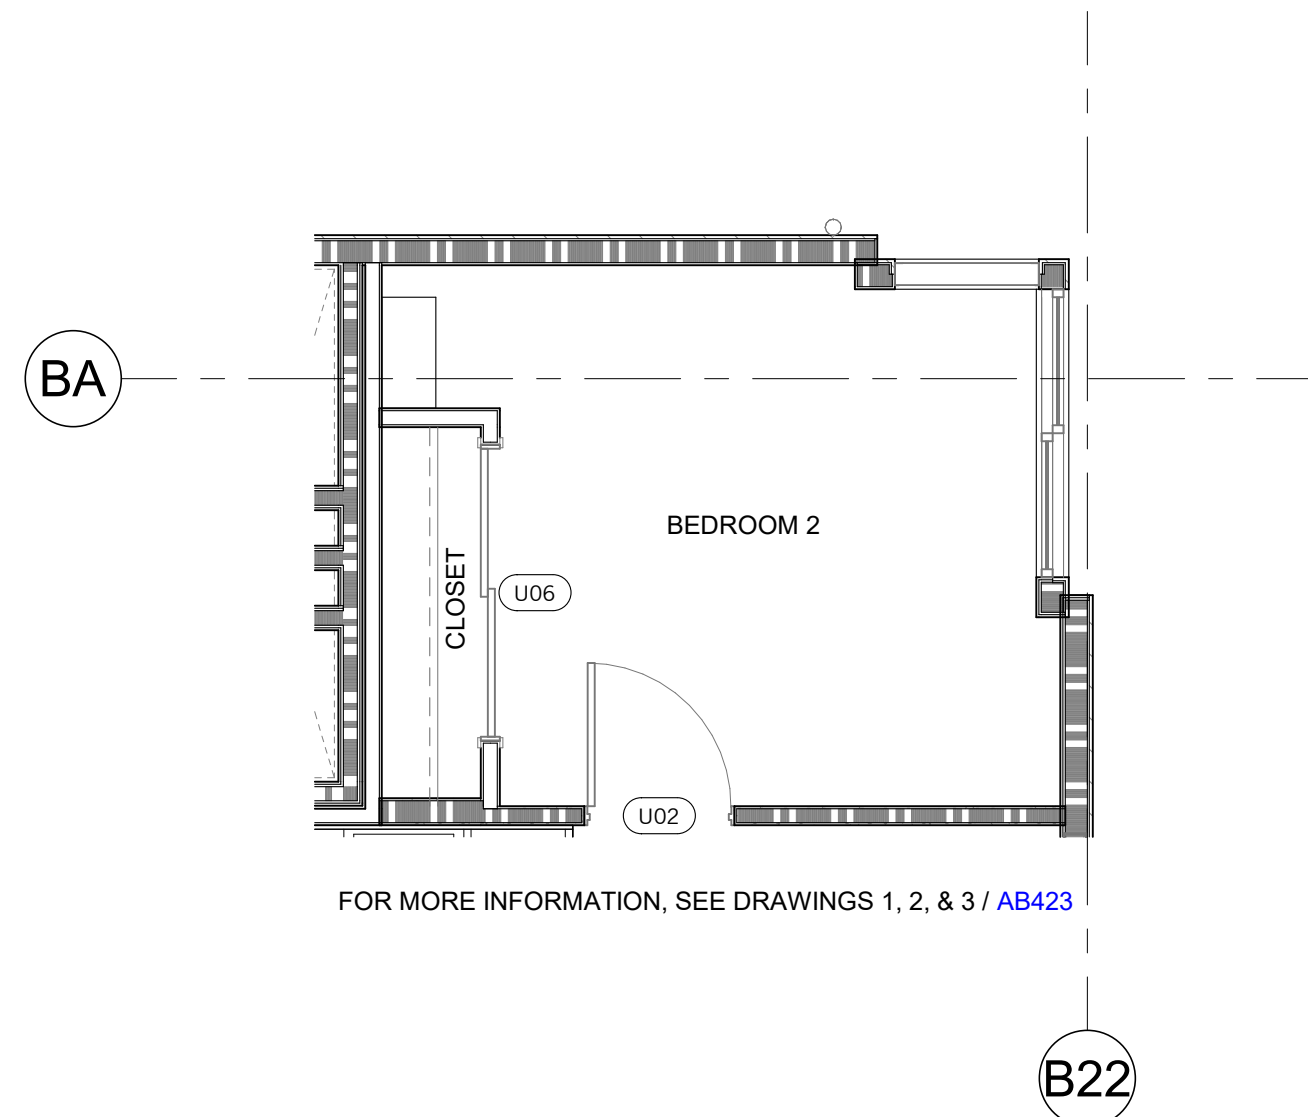 BA
BEDROOM 2
CLOSET
U06
U02
FOR MORE INFORMATION, SEE DRAWINGS 1, 2, & 3 / AB423
B22